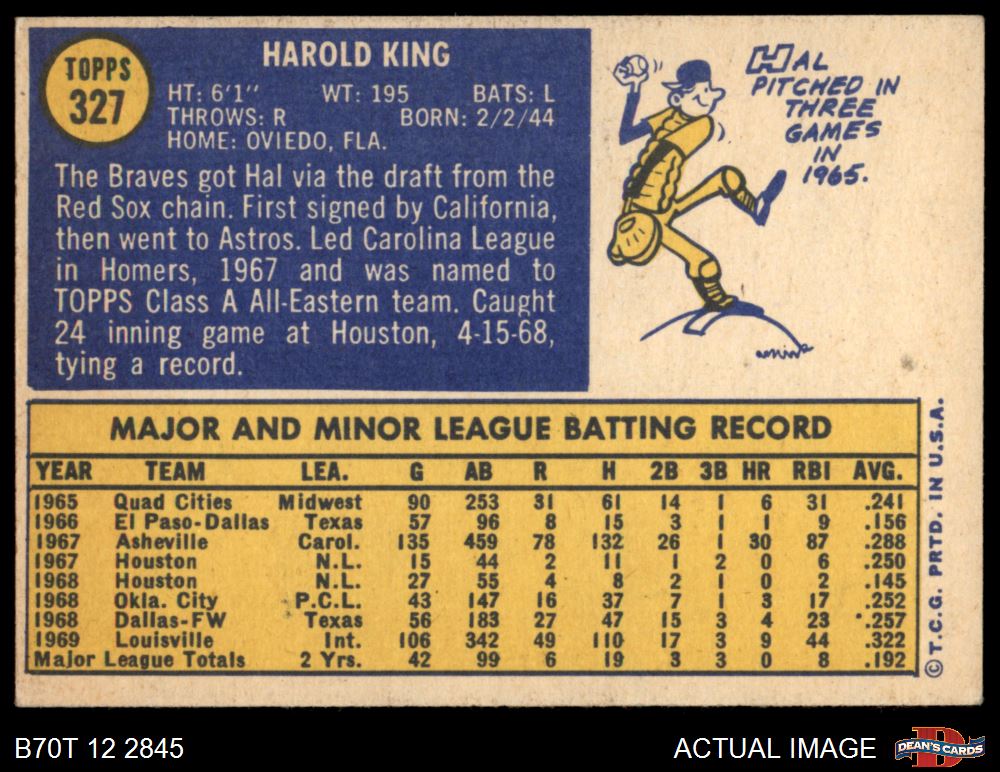 TOPPS
327
HAROLD KING
HT: 6'1" WT: 195 BATS: L
THROWS: R BORN: 2/2/44
HOME: OVIEDO, FLA.
The Braves got Hal via the draft from the
Red Sox chain. First signed by California,
then went to Astros. Led Carolina League
in Homers, 1967 and was named to
TOPPS Class A All-Eastern team. Caught
24 inning game at Houston, 4-15-68,
tying a record.
HAL
PITCHED IN
THREE
GAMES
IN
1965.
MAJOR AND MINOR LEAGUE BATTING RECORD
YEAR TEAM LEA. G AB R H 2B 3B HR RBI AVG.
1965 Quad Cities Midwest 90 253 31 61 14 1 6 31 .241
1966 El Paso-Dallas Texas 57 96 8 15 3 1 1 9 .156
1967 Asheville Carol. 135 459 78 132 26 1 30 87 .288
1967 Houston N.L. 15 44 2 11 1 2 0 6 .250
1968 Houston N.L. 27 55 4 8 2 1 0 2 .145
1968 Okla. City P.C.L. 43 147 16 37 7 1 3 17 .252
1968 Dallas-FW Texas 56 183 27 47 15 3 4 23 .257
1969 Louisville Int. 106 342 49 110 17 3 9 44 .322
Major League Totals 2 Yrs. 42 99 6 19 3 3 0 8 .192
© T.C.G. PRTD. IN U.S.A.
B70T 12 2845
ACTUAL IMAGE
D
DEAN'S CARDS